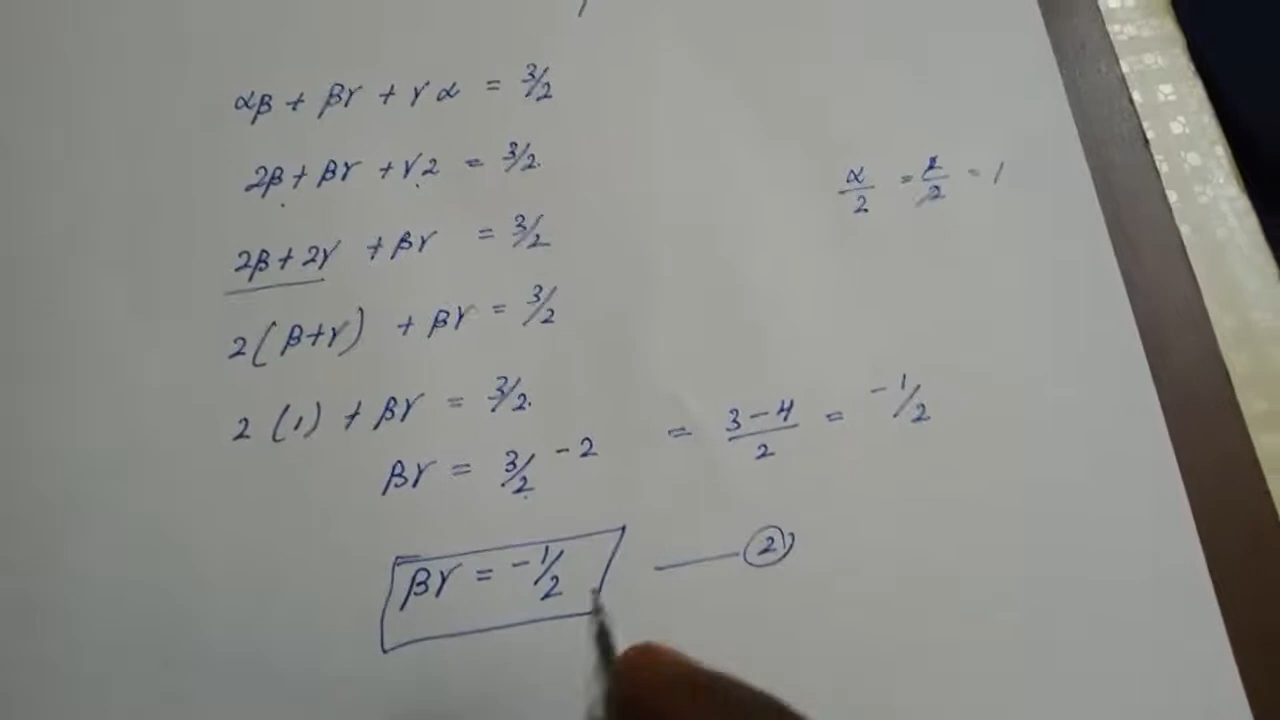 αβ + βγ + γα = 3/2
2β + βγ + γ2 = 3/2
α/2 = 2/2 = 1
2β + 2γ + βγ = 3/2
2(β+γ) + βγ = 3/2
2(1) + βγ = 3/2
βγ = 3/2 - 2 = (3-4)/2 = -1/2
βγ = -1/2 —— ②